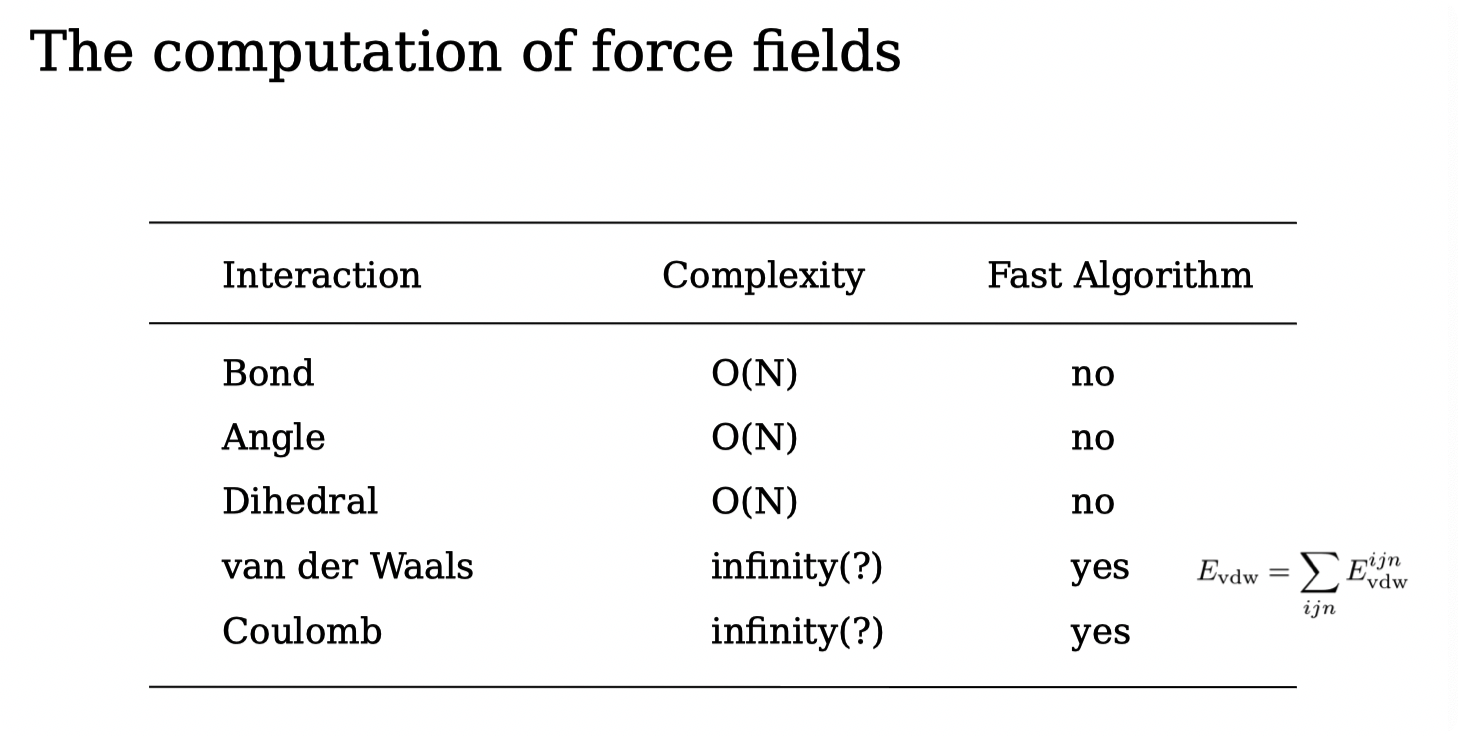 The computation of force fields
Interaction Complexity Fast Algorithm
Bond O(N) no
Angle O(N) no
Dihedral O(N) no
van der Waals infinity(?) yes $E_{\text{vdw}} = \sum_{ijn} E_{\text{vdw}}^{ijn}$
Coulomb infinity(?) yes